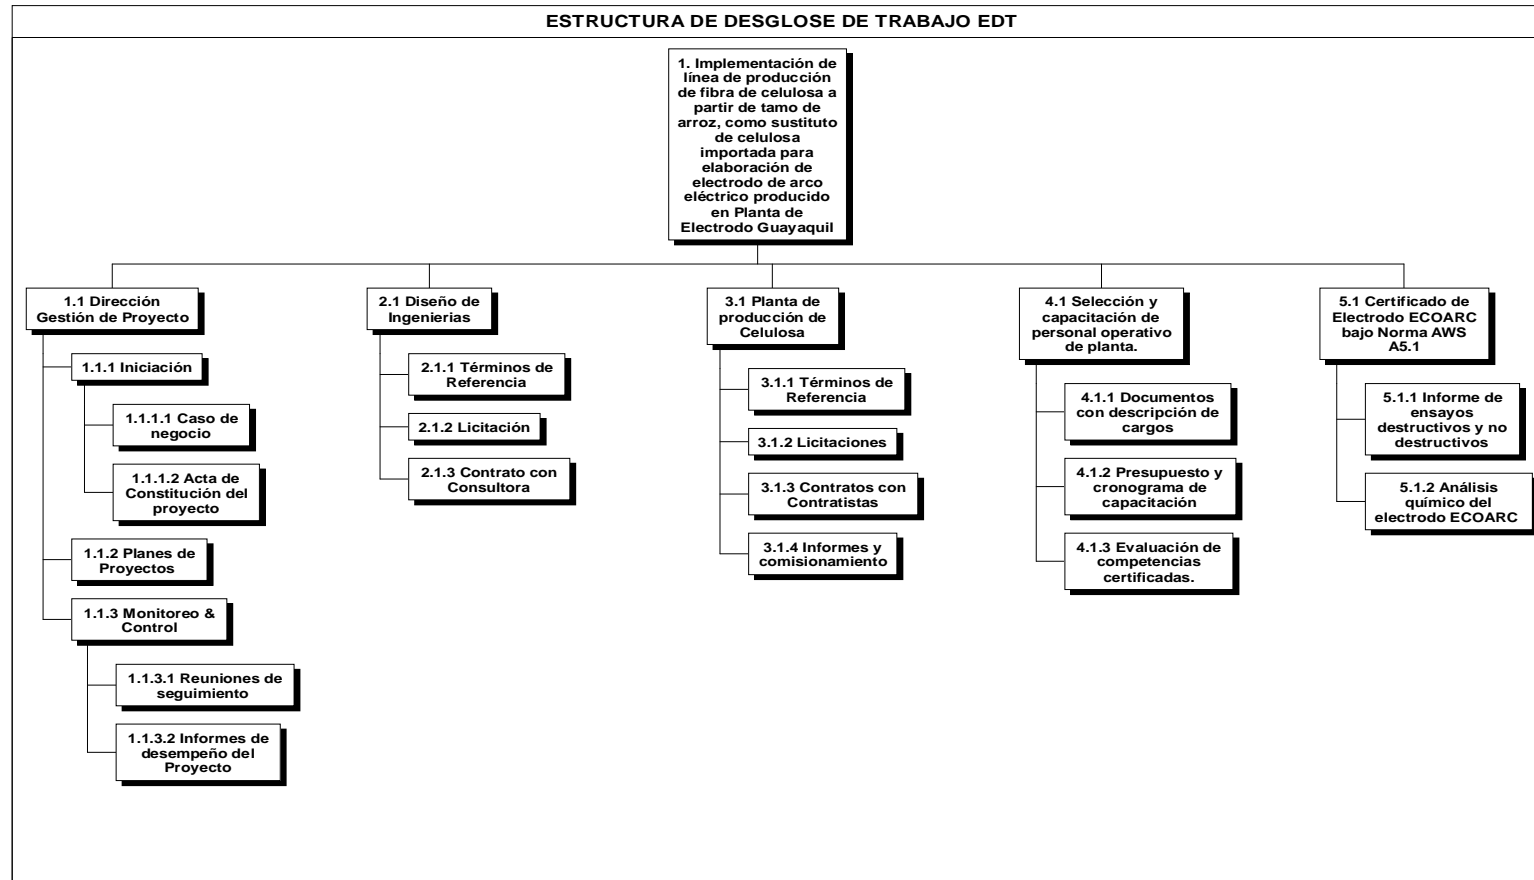 ESTRUCTURA DE DESGLOSE DE TRABAJO EDT
1. Implementación de
línea de producción
de fibra de celulosa a
partir de tamo de
arroz, como sustituto
de celulosa
importada para
elaboración de
electrodo de arco
eléctrico producido
en Planta de
Electrodo Guayaquil
1.1 Dirección
Gestión de Proyecto
1.1.1 Iniciación
1.1.1.1 Caso de
negocio
1.1.1.2 Acta de
Constitución del
proyecto
1.1.2 Planes de
Proyectos
1.1.3 Monitoreo &
Control
1.1.3.1 Reuniones de
seguimiento
1.1.3.2 Informes de
desempeño del
Proyecto
2.1 Diseño de
Ingenierias
2.1.1 Términos de
Referencia
2.1.2 Licitación
2.1.3 Contrato con
Consultora
3.1 Planta de
producción de
Celulosa
3.1.1 Términos de
Referencia
3.1.2 Licitaciones
3.1.3 Contratos con
Contratistas
3.1.4 Informes y
comisionamiento
4.1 Selección y
capacitación de
personal operativo
de planta.
4.1.1 Documentos
con descripción de
cargos
4.1.2 Presupuesto y
cronograma de
capacitación
4.1.3 Evaluación de
competencias
certificadas.
5.1 Certificado de
Electrodo ECOARC
bajo Norma AWS
A5.1
5.1.1 Informe de
ensayos
destructivos y no
destructivos
5.1.2 Análisis
químico del
electrodo ECOARC